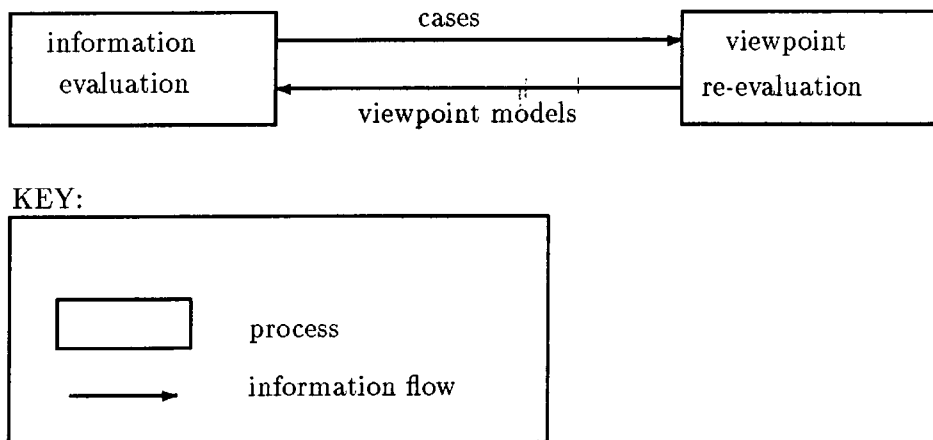 information
evaluation
cases
viewpoint models
viewpoint
re-evaluation
KEY:
process
information flow